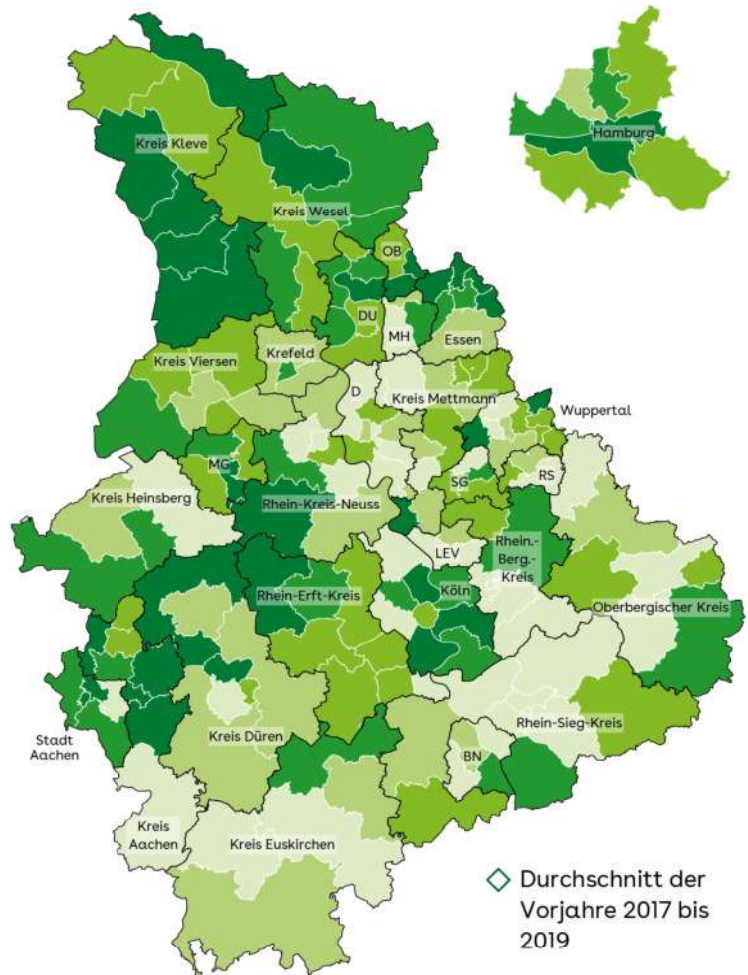 Hamburg
Kreis Kleve
Kreis Wesel
OB
DU
MH
Essen
Krefeld
Kreis Viersen
D
Kreis Mettmann
Wuppertal
MG
SG
RS
Kreis Heinsberg
Rhein-Kreis-Neuss
LEV
Rhein.-
Berg.-
Kreis
Rhein-Erft-Kreis
Köln
Oberbergischer Kreis
Rhein-Sieg-Kreis
Stadt
Aachen
Kreis Düren
BN
Kreis
Aachen
Kreis Euskirchen
Durchschnitt der
Vorjahre 2017 bis
2019